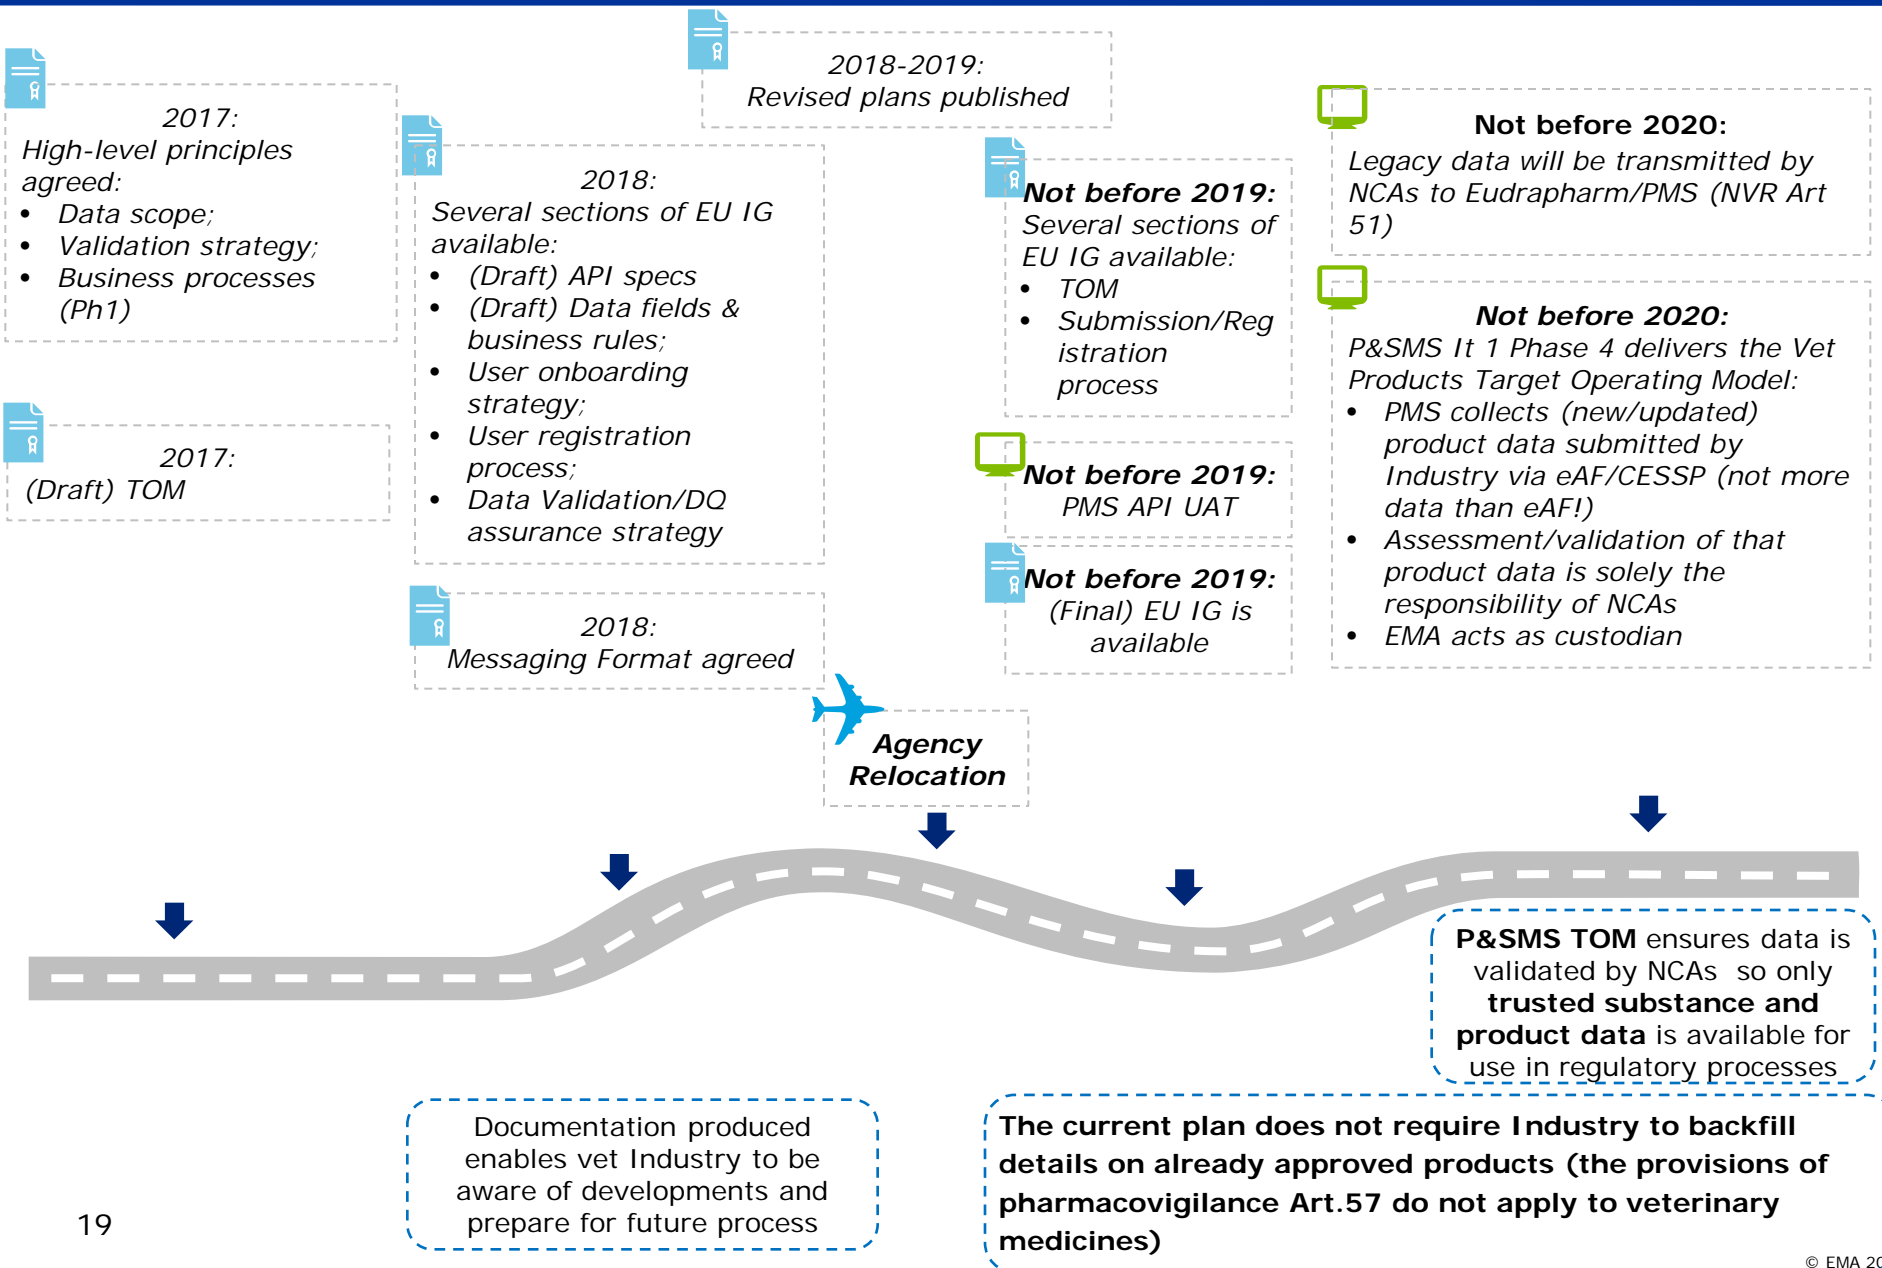 2017:
High-level principles
agreed:
• Data scope;
• Validation strategy;
• Business processes
(Ph1)
2017:
(Draft) TOM
2018:
Several sections of EU IG
available:
• (Draft) API specs
• (Draft) Data fields &
business rules;
• User onboarding
strategy;
• User registration
process;
• Data Validation/DQ
assurance strategy
2018:
Messaging Format agreed
2018-2019:
Revised plans published
Agency
Relocation
Not before 2019:
Several sections of
EU IG available:
• TOM
• Submission/Reg
istration
process
Not before 2019:
PMS API UAT
Not before 2019:
(Final) EU IG is
available
Not before 2020:
Legacy data will be transmitted by
NCAs to Eudrapharm/PMS (NVR Art
51)
Not before 2020:
P&SMS It 1 Phase 4 delivers the Vet
Products Target Operating Model:
• PMS collects (new/updated)
product data submitted by
Industry via eAF/CESSP (not more
data than eAF!)
• Assessment/validation of that
product data is solely the
responsibility of NCAs
• EMA acts as custodian
P&SMS TOM ensures data is
validated by NCAs so only
trusted substance and
product data is available for
use in regulatory processes
Documentation produced
enables vet Industry to be
aware of developments and
prepare for future process
The current plan does not require Industry to backfill
details on already approved products (the provisions of
pharmacovigilance Art.57 do not apply to veterinary
medicines)
19
© EMA 20